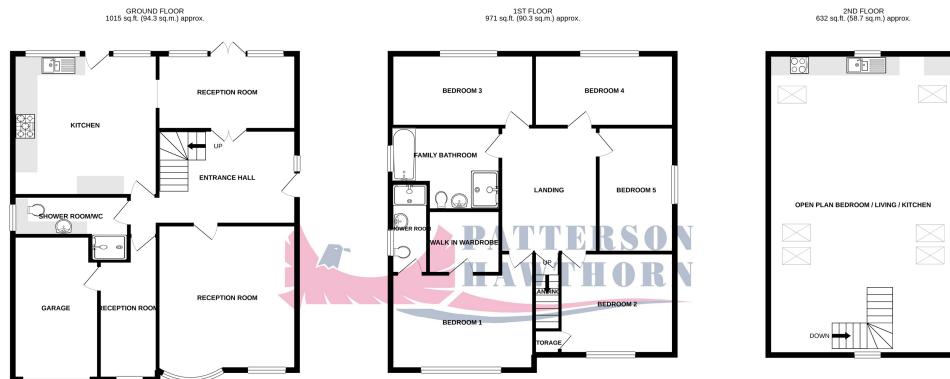 GROUND FLOOR
1015 sq.ft. (94.3 sq.m.) approx.
RECEPTION ROOM
KITCHEN
UP
ENTRANCE HALL
SHOWER ROOM/WC
GARAGE
RECEPTION ROOM
RECEPTION ROOM
1ST FLOOR
971 sq.ft. (90.3 sq.m.) approx.
BEDROOM 3
BEDROOM 4
FAMILY BATHROOM
LANDING
BEDROOM 5
SHOWER ROOM
WALK IN WARDROBE
PATTERSON
HAWTHORN
UP
LANDING
BEDROOM 2
BEDROOM 1
TORAGE
2ND FLOOR
632 sq.ft. (58.7 sq.m.) approx.
OPEN PLAN BEDROOM / LIVING / KITCHEN
DOWN